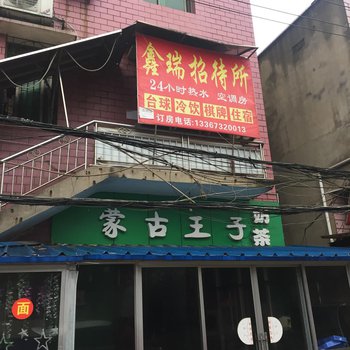 鑫瑞招待所
24小时热水 空调房
台球 冷饮 棋牌 住宿
订房电话:13367320013
蒙古王子奶茶
面